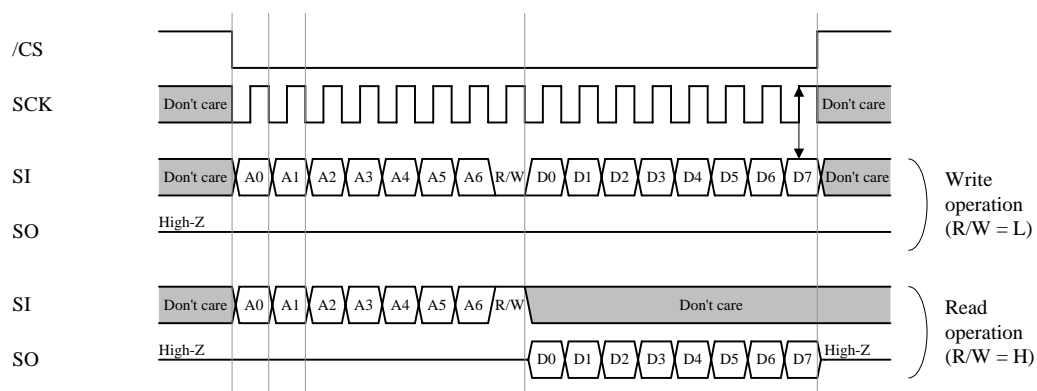 /CS
SCK Don't care Don't care
SI Don't care A0 A1 A2 A3 A4 A5 A6 R/W D0 D1 D2 D3 D4 D5 D6 D7 Don't care
Write
operation
(R/W = L)
SO High-Z
SI Don't care A0 A1 A2 A3 A4 A5 A6 R/W Don't care
Read
operation
(R/W = H)
SO High-Z D0 D1 D2 D3 D4 D5 D6 D7 High-Z